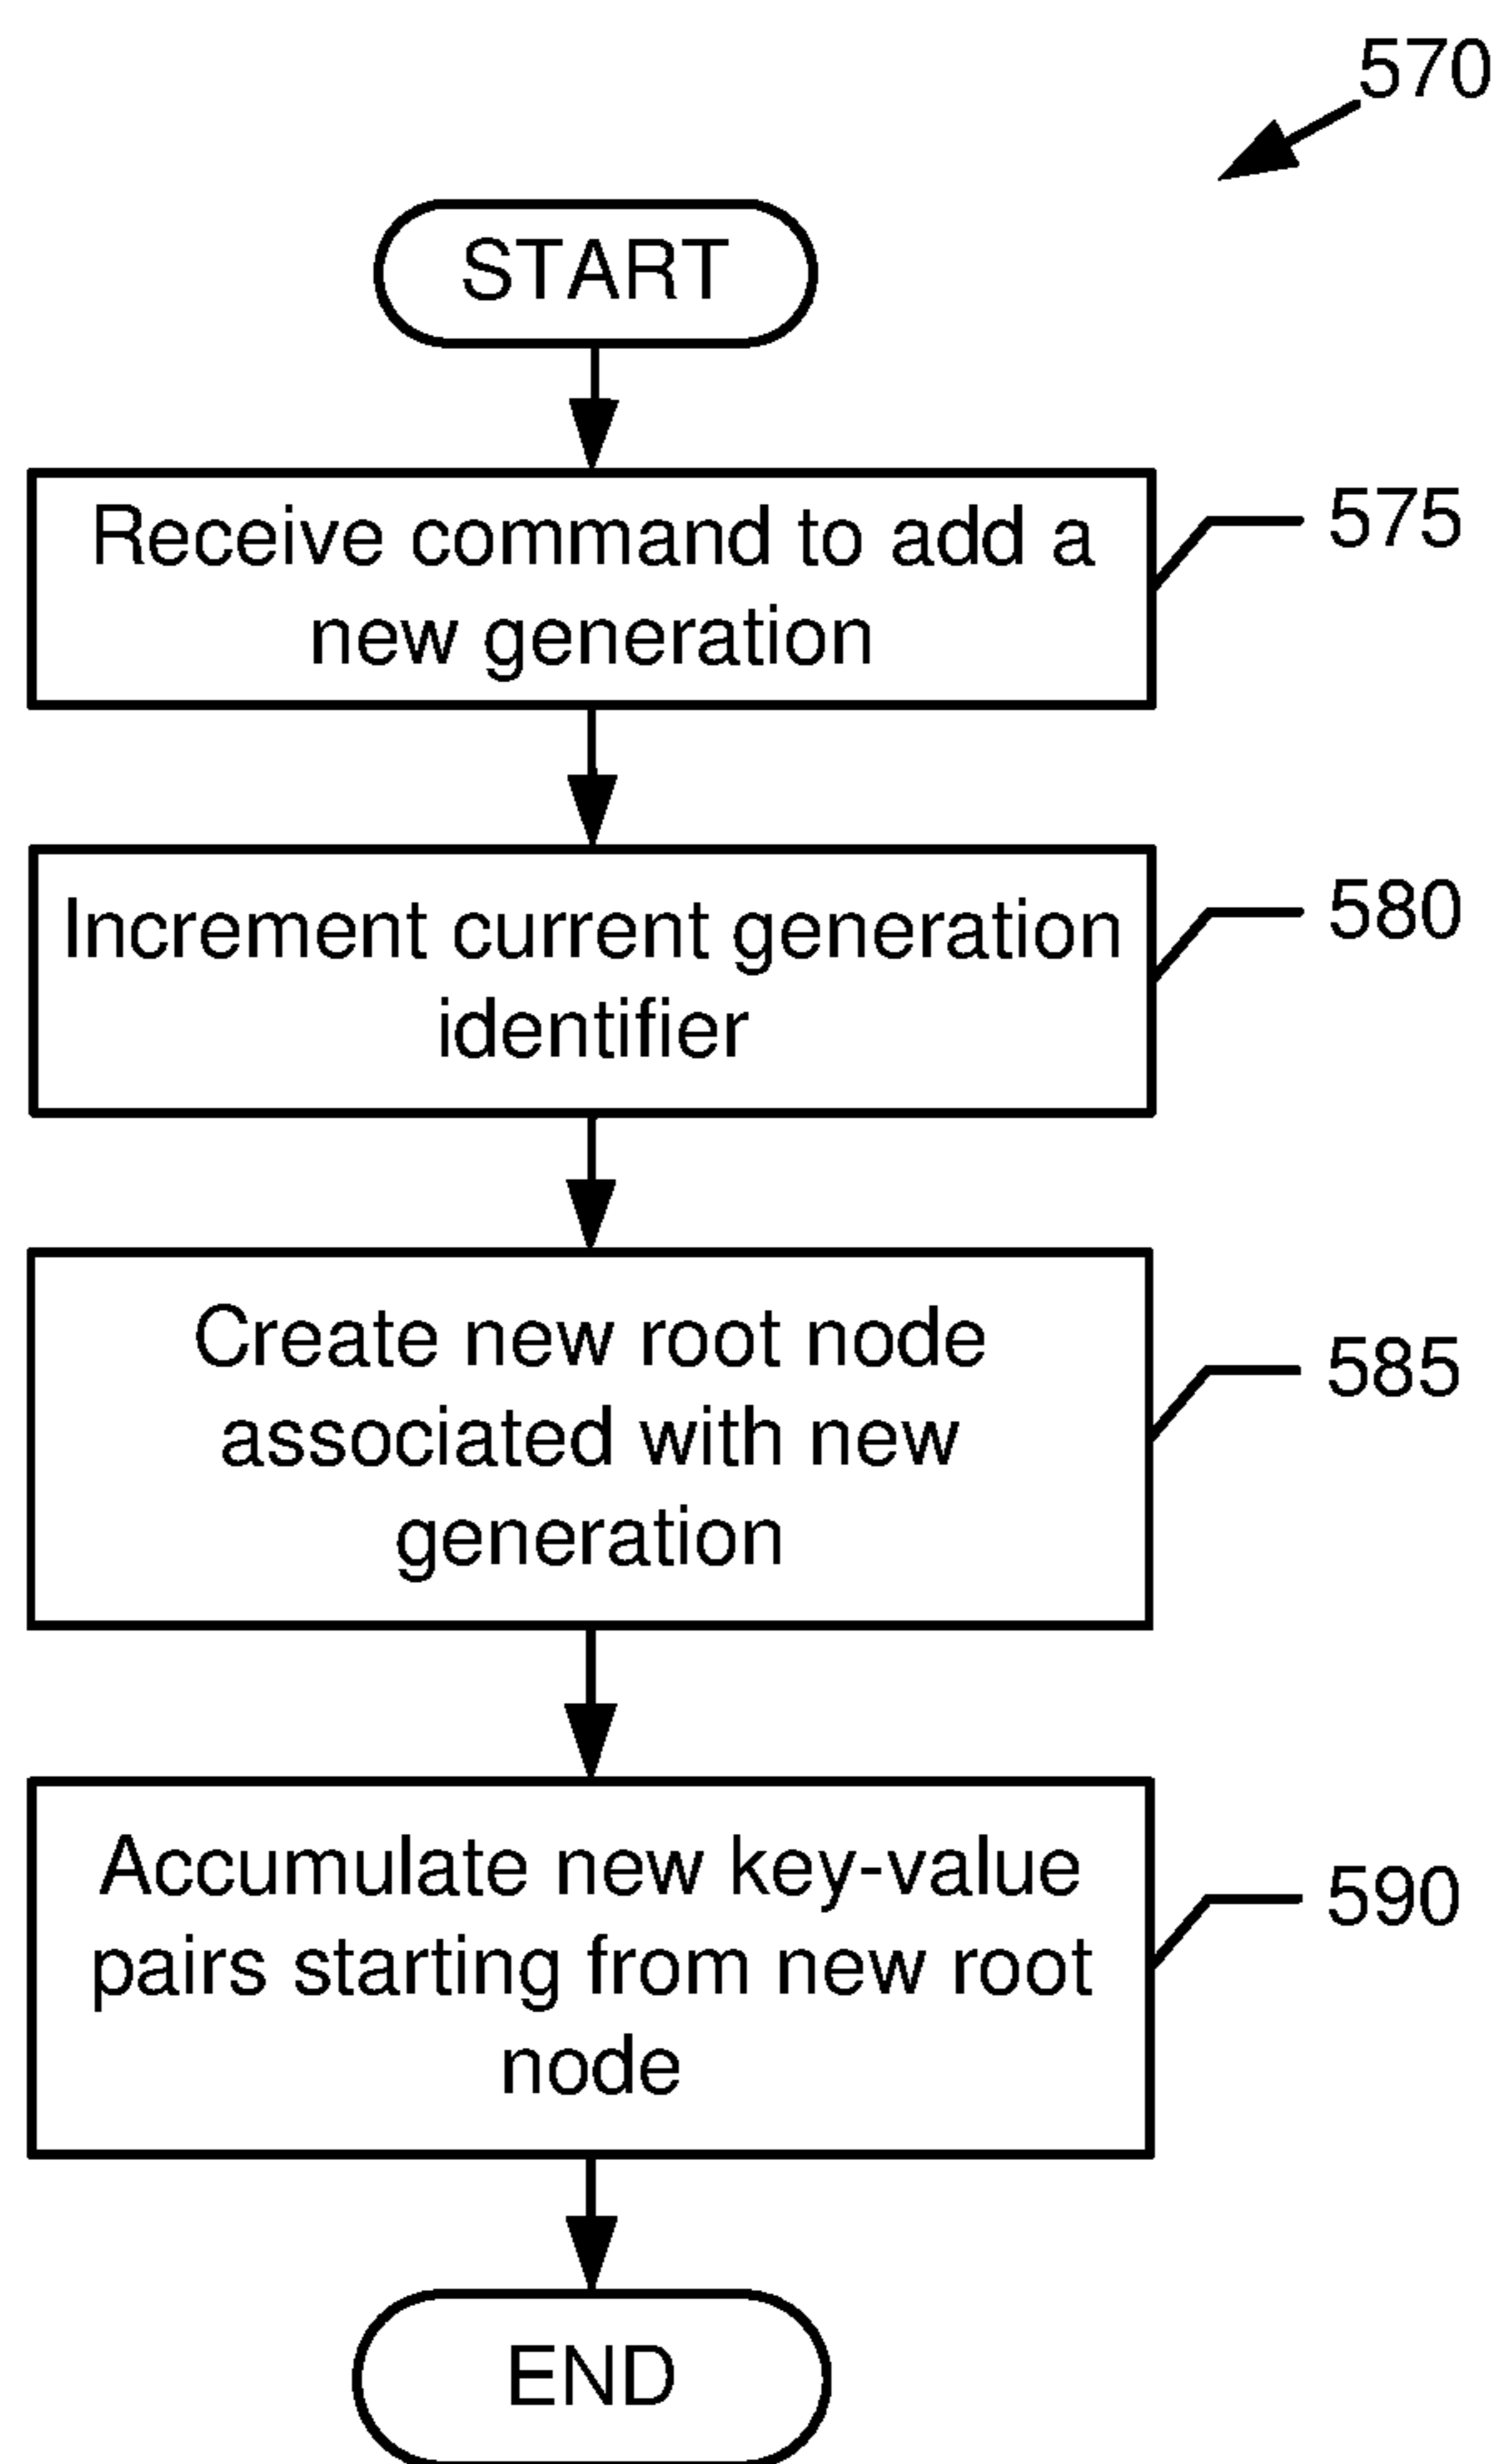 570
START
Receive command to add a
new generation
575
Increment current generation
identifier
580
Create new root node
associated with new
generation
585
Accumulate new key-value
pairs starting from new root
node
590
END